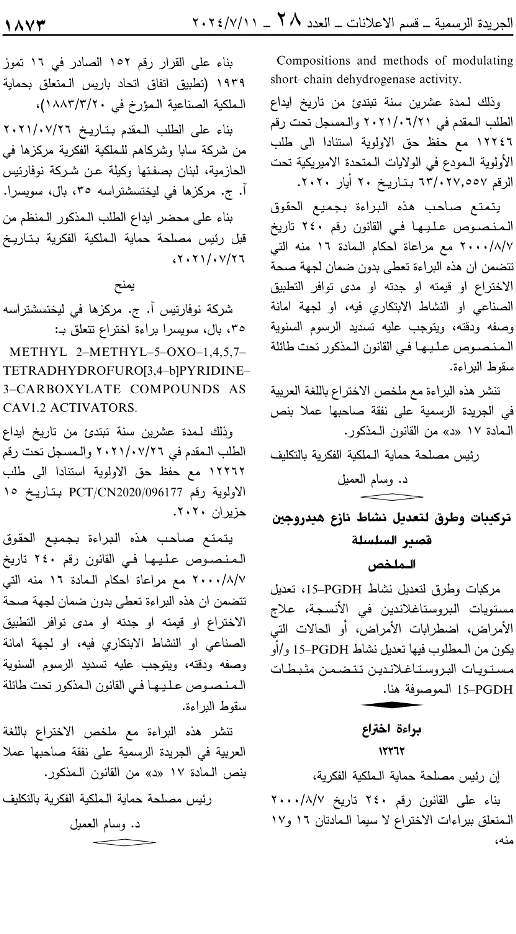 الجريدة الرسمية – قسم الاعلانات – العدد ٢٨ – ٢٠٢٤/٧/١١
١٨٧٣
Compositions and methods of modulating
short–chain dehydrogenase activity.
وذلك لمدة عشرين سنة تبتدئ من تاريخ ايداع
الطلب المقدم في ٢٠٢١/٠٦/٢١ والمسجل تحت رقم
١٢٢٤٦ مع حفظ حق الاولوية استنادا الى طلب
الأولوية المودع في الولايات المتحدة الاميريكية تحت
الرقم ٦٣/٠٢٧,٥٥٧ بتاريخ ٢٠ أيار ٢٠٢٠.
يتمتع صاحب هذه البراءة بجميع الحقوق
المنصوص عليها في القانون رقم ٢٤٠ تاريخ
٢٠٠٠/٨/٧ مع مراعاة احكام المادة ١٦ منه التي
تتضمن ان هذه البراءة تعطى بدون ضمان لجهة صحة
الاختراع او قيمته او جدته او مدى توافر التطبيق
الصناعي او النشاط الابتكاري فيه، او لجهة امانة
وصفه ودقته، ويتوجب عليه تسديد الرسوم السنوية
المنصوص عليها في القانون المذكور تحت طائلة
سقوط البراءة.
تنشر هذه البراءة مع ملخص الاختراع باللغة العربية
في الجريدة الرسمية على نفقة صاحبها عملا بنص
المادة ١٧ «د» من القانون المذكور.
رئيس مصلحة حماية الملكية الفكرية بالتكليف
د. وسام العميل
تركيبات وطرق لتعديل نشاط نازع هيدروجين
قصير السلسلة
الملخص
مركبات وطرق لتعديل نشاط 15–PGDH، تعديل
مستويات البروستاغلاندين في الأنسجة، علاج
الأمراض، اضطرابات الأمراض، أو الحالات التي
يكون من المطلوب فيها تعديل نشاط 15–PGDH و/أو
مستويات البروستاغلاندين تتضمن مثبطات
15–PGDH الموصوفة هنا.
براءة اختراع
١٢٣٦٢
إن رئيس مصلحة حماية الملكية الفكرية،
بناء على القانون رقم ٢٤٠ تاريخ ٢٠٠٠/٨/٧
المتعلق ببراءات الاختراع لا سيما المادتان ١٦ و١٧
منه،
بناء على القرار رقم ١٥٢ الصادر في ١٦ تموز
١٩٣٩ (تطبيق اتفاق اتحاد باريس المتعلق بحماية
الملكية الصناعية المؤرخ في ١٨٨٣/٣/٢٠)،
بناء على الطلب المقدم بتاريخ ٢٠٢١/٠٧/٢٦
من شركة سابا وشركاهم للملكية الفكرية مركزها في
الحازمية، لبنان بصفتها وكيلة عن شركة نوفارتيس
آ. ج. مركزها في ليختسشتراسه ٣٥، بال، سويسرا.
بناء على محضر ايداع الطلب المذكور المنظم من
قبل رئيس مصلحة حماية الملكية الفكرية بتاريخ
٢٠٢١/٠٧/٢٦،
يمنح
شركة نوفارتيس آ. ج. مركزها في ليختسشتراسه
٣٥، بال، سويسرا براءة اختراع تتعلق بـ:
METHYL 2–METHYL–5–OXO–1,4,5,7–
TETRADHYDROFURO[3,4–b]PYRIDINE–
3–CARBOXYLATE COMPOUNDS AS
CAV1.2 ACTIVATORS.
وذلك لمدة عشرين سنة تبتدئ من تاريخ ايداع
الطلب المقدم في ٢٠٢١/٠٧/٢٦ والمسجل تحت رقم
١٢٢٦٢ مع حفظ حق الاولوية استنادا الى طلب
الاولوية رقم PCT/CN2020/096177 بتاريخ ١٥
حزيران ٢٠٢٠.
يتمتع صاحب هذه البراءة بجميع الحقوق
المنصوص عليها في القانون رقم ٢٤٠ تاريخ
٢٠٠٠/٨/٧ مع مراعاة احكام المادة ١٦ منه التي
تتضمن ان هذه البراءة تعطى بدون ضمان لجهة صحة
الاختراع او قيمته او جدته او مدى توافر التطبيق
الصناعي او النشاط الابتكاري فيه، او لجهة امانة
وصفه ودقته، ويتوجب عليه تسديد الرسوم السنوية
المنصوص عليها في القانون المذكور تحت طائلة
سقوط البراءة.
تنشر هذه البراءة مع ملخص الاختراع باللغة
العربية في الجريدة الرسمية على نفقة صاحبها عملا
بنص المادة ١٧ «د» من القانون المذكور.
رئيس مصلحة حماية الملكية الفكرية بالتكليف
د. وسام العميل